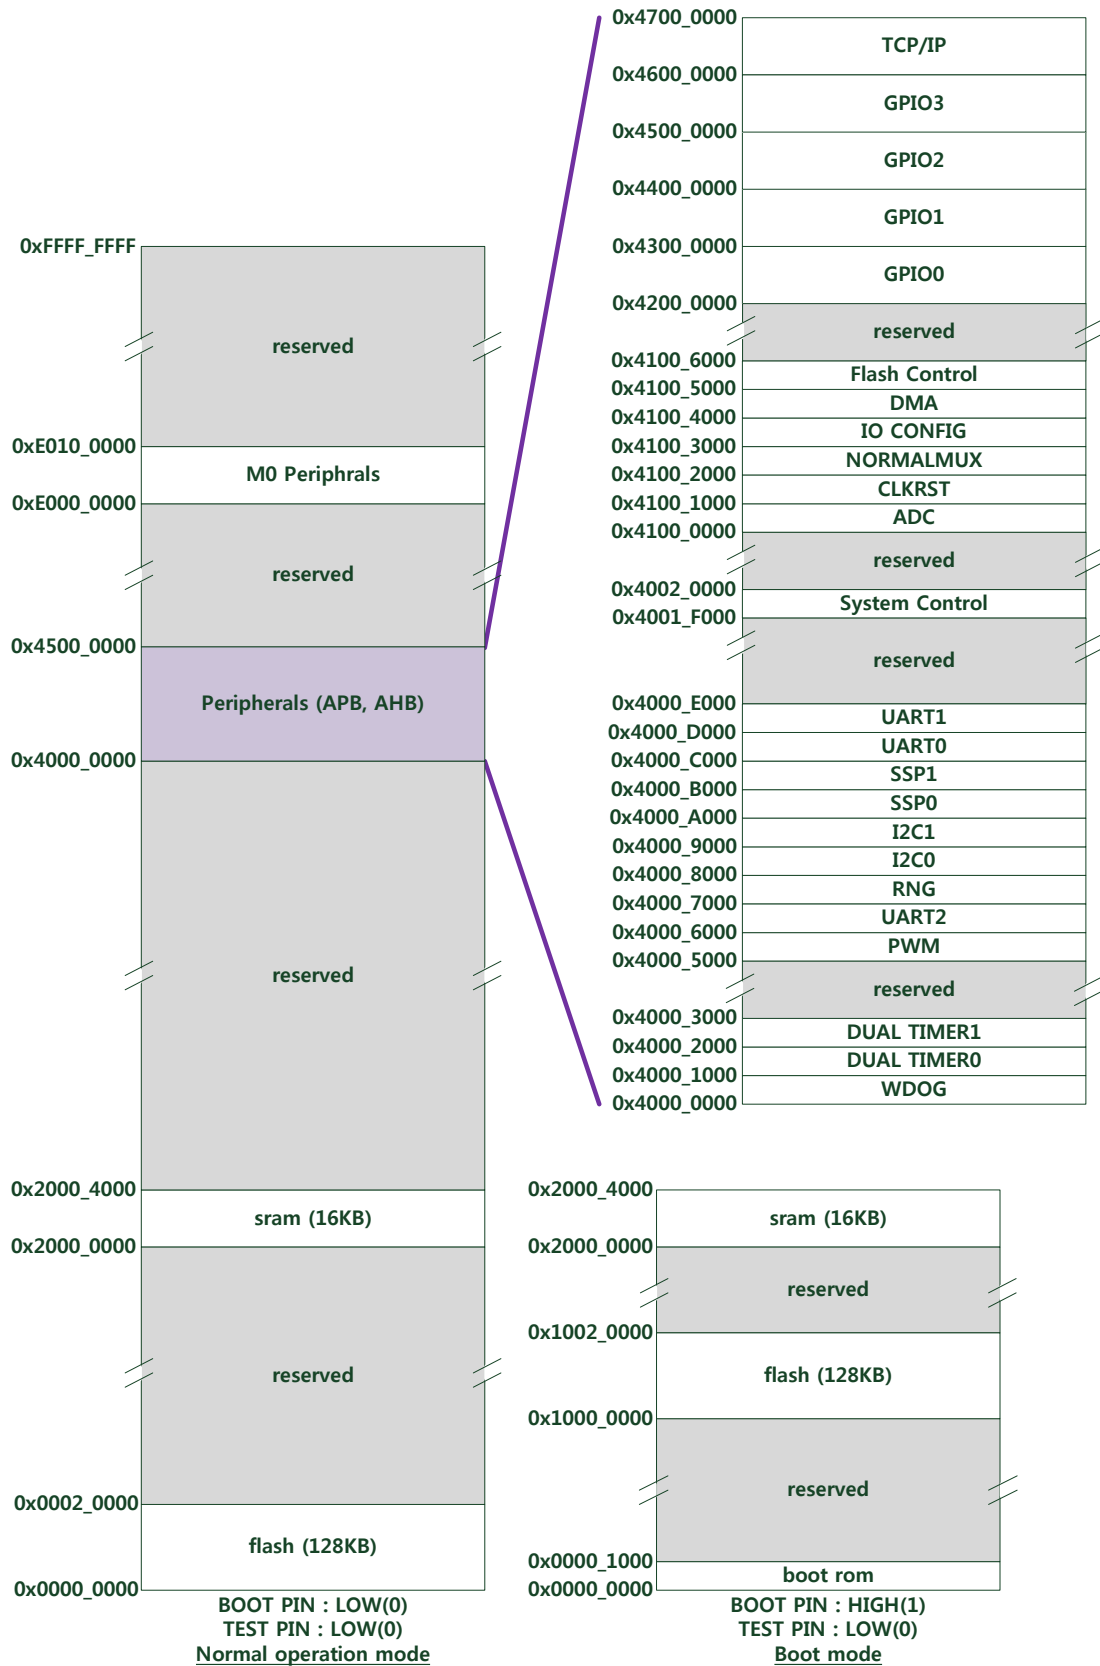 0x4700_0000
TCP/IP
0x4600_0000
GPIO3
0x4500_0000
GPIO2
0x4400_0000
GPIO1
0x4300_0000
GPIO0
0x4200_0000
reserved
0x4100_6000
Flash Control
0x4100_5000
DMA
0x4100_4000
IO CONFIG
0x4100_3000
NORMALMUX
0x4100_2000
CLKRST
0x4100_1000
ADC
0x4100_0000
reserved
0x4002_0000
System Control
0x4001_F000
reserved
0x4000_E000
UART1
0x4000_D000
UART0
0x4000_C000
SSP1
0x4000_B000
SSP0
0x4000_A000
I2C1
0x4000_9000
I2C0
0x4000_8000
RNG
0x4000_7000
UART2
0x4000_6000
PWM
0x4000_5000
reserved
0x4000_3000
DUAL TIMER1
0x4000_2000
DUAL TIMER0
0x4000_1000
WDOG
0x4000_0000
0xFFFF_FFFF
reserved
0xE010_0000
M0 Periphrals
0xE000_0000
reserved
0x4500_0000
Peripherals (APB, AHB)
0x4000_0000
reserved
0x2000_4000
sram (16KB)
0x2000_0000
reserved
0x0002_0000
flash (128KB)
0x0000_0000
BOOT PIN : LOW(0)
TEST PIN : LOW(0)
Normal operation mode
0x2000_4000
sram (16KB)
0x2000_0000
reserved
0x1002_0000
flash (128KB)
0x1000_0000
reserved
0x0000_1000
boot rom
0x0000_0000
BOOT PIN : HIGH(1)
TEST PIN : LOW(0)
Boot mode